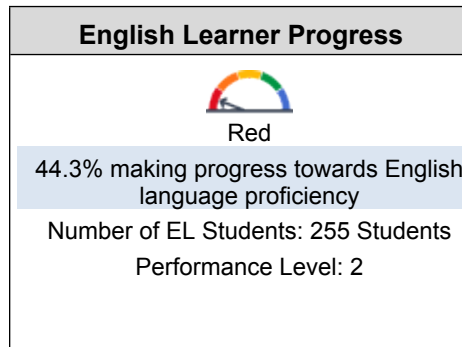 English Learner Progress
Red
44.3% making progress towards English
language proficiency
Number of EL Students: 255 Students
Performance Level: 2